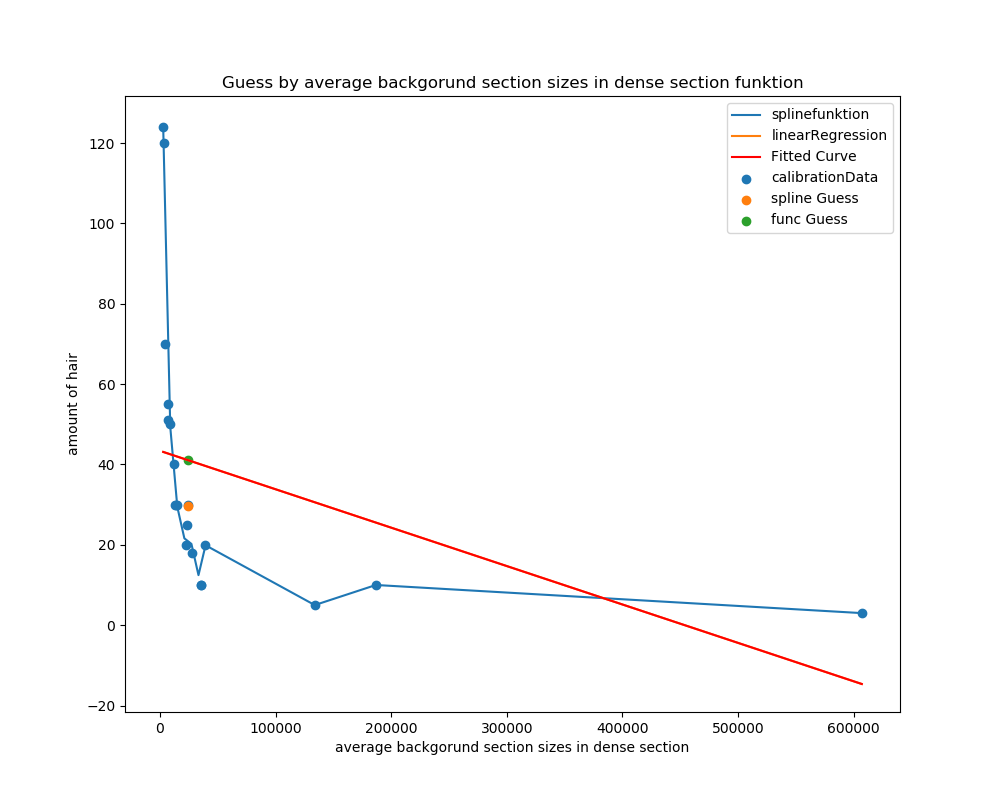 Guess by average backgorund section sizes in dense section funktion
splinefunktion
linearRegression
Fitted Curve
calibrationData
spline Guess
func Guess
120
100
80
60
40
20
0
−20
amount of hair
0 100000 200000 300000 400000 500000 600000
average backgorund section sizes in dense section